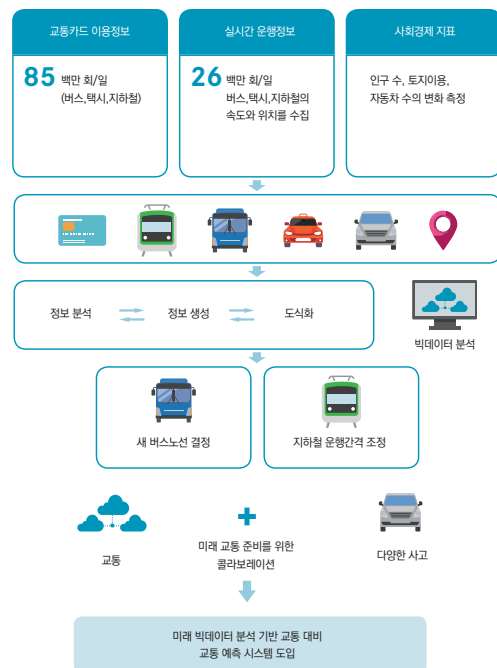 교통카드 이용정보
85 백만 회/일
(버스,택시,지하철)
실시간 운행정보
26 백만 회/일
버스,택시,지하철의
속도와 위치를 수집
사회경제 지표
인구 수, 토지이용,
자동차 수의 변화 측정
정보 분석
정보 생성
도식화
빅데이터 분석
새 버스노선 결정
지하철 운행간격 조정
교통
미래 교통 준비를 위한
콜라보레이션
다양한 사고
미래 빅데이터 분석 기반 교통 대비
교통 예측 시스템 도입